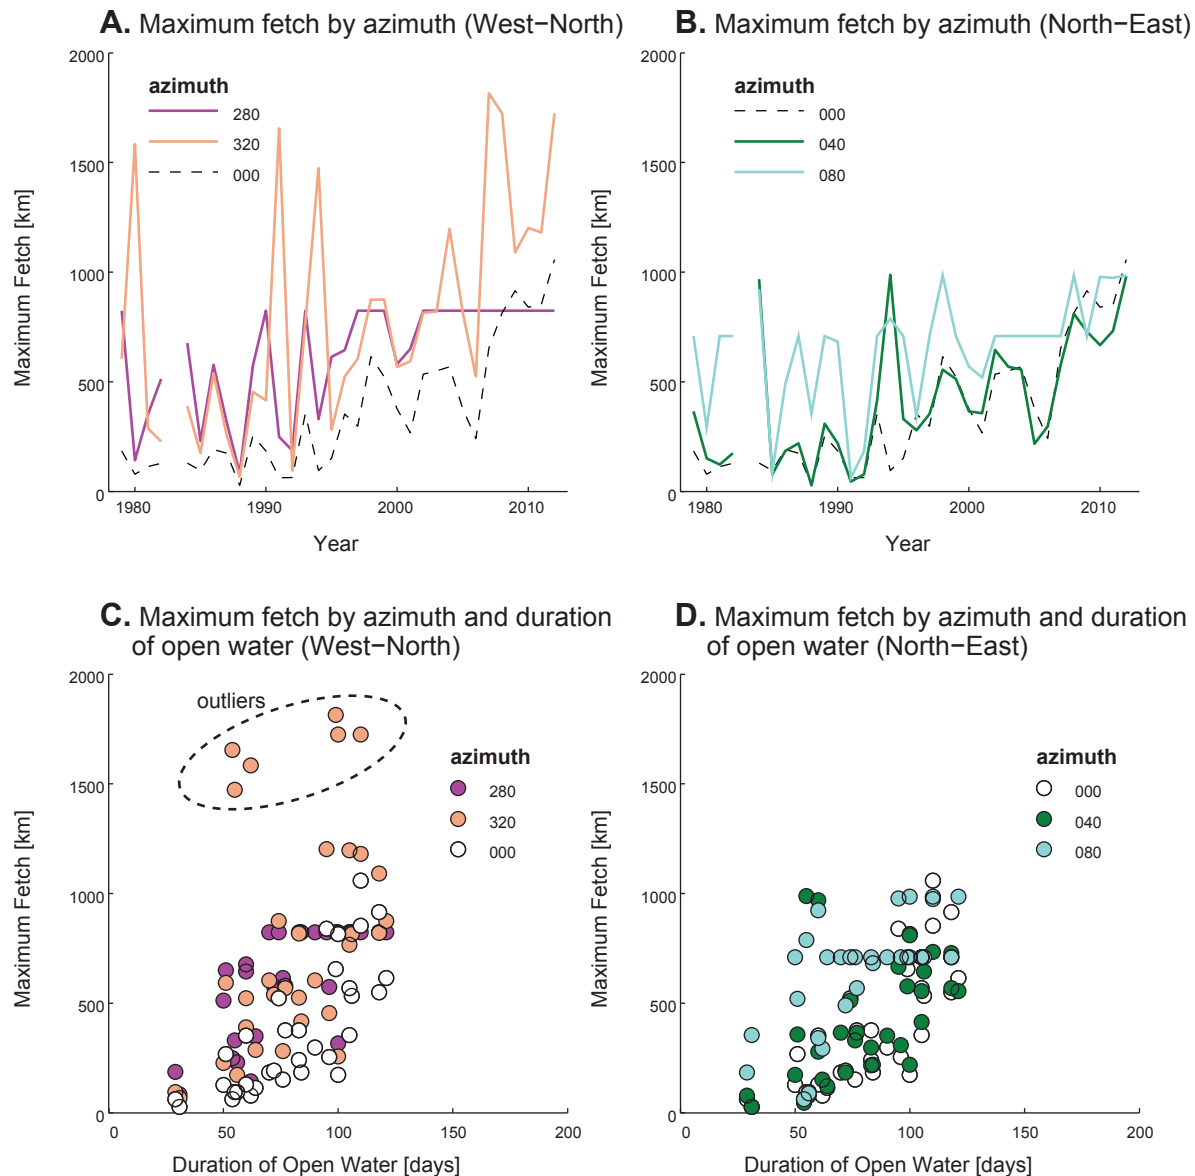 A. Maximum fetch by azimuth (West−North)
2000
1500
1000
500
0
Maximum Fetch [km]
azimuth
280
320
000
1980
1990
2000
2010
Year
B. Maximum fetch by azimuth (North−East)
2000
1500
1000
500
0
Maximum Fetch [km]
azimuth
000
040
080
1980
1990
2000
2010
Year
C. Maximum fetch by azimuth and duration
of open water (West−North)
2000
1500
1000
500
0
Maximum Fetch [km]
outliers
azimuth
280
320
000
0
50
100
150
200
Duration of Open Water [days]
D. Maximum fetch by azimuth and duration
of open water (North−East)
2000
1500
1000
500
0
Maximum Fetch [km]
azimuth
000
040
080
0
50
100
150
200
Duration of Open Water [days]